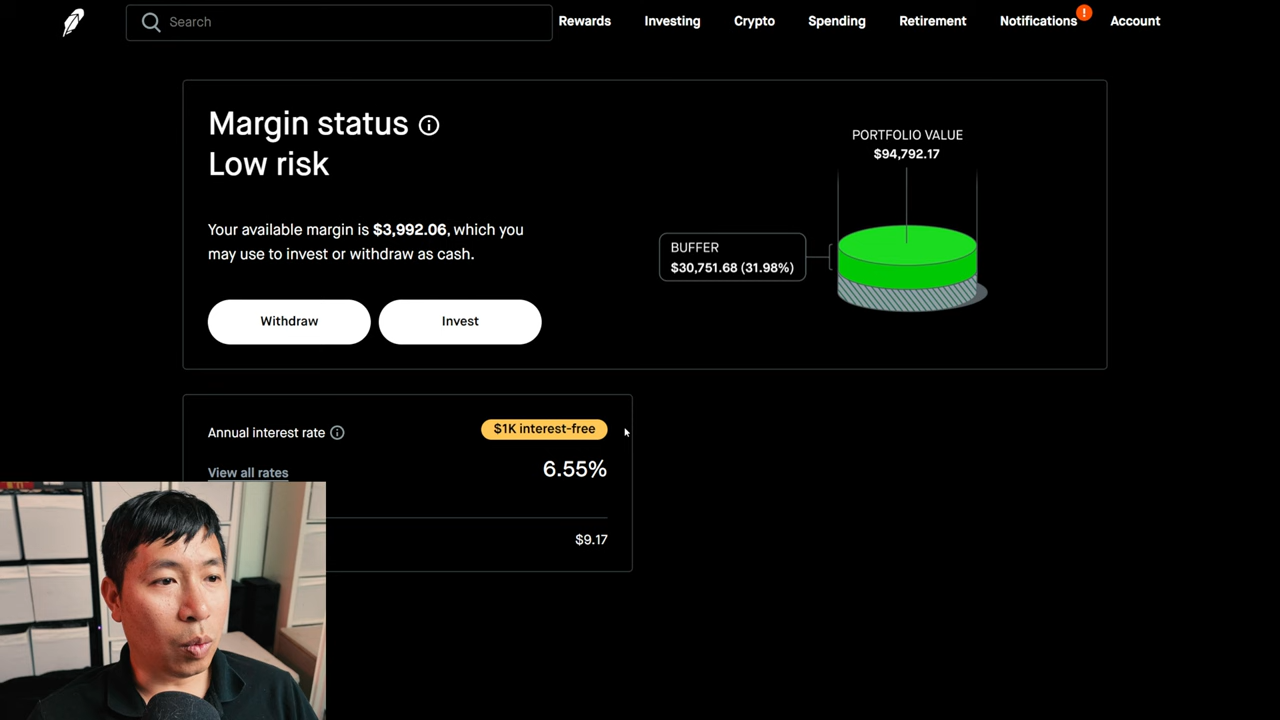 Search
Rewards
Investing
Crypto
Spending
Retirement
Notifications
!
Account
Margin status
Low risk
Your available margin is $3,992.06, which you
may use to invest or withdraw as cash.
Withdraw
Invest
PORTFOLIO VALUE
$94,792.17
BUFFER
$30,751.68 (31.98%)
Annual interest rate
$1K interest-free
View all rates
6.55%
$9.17